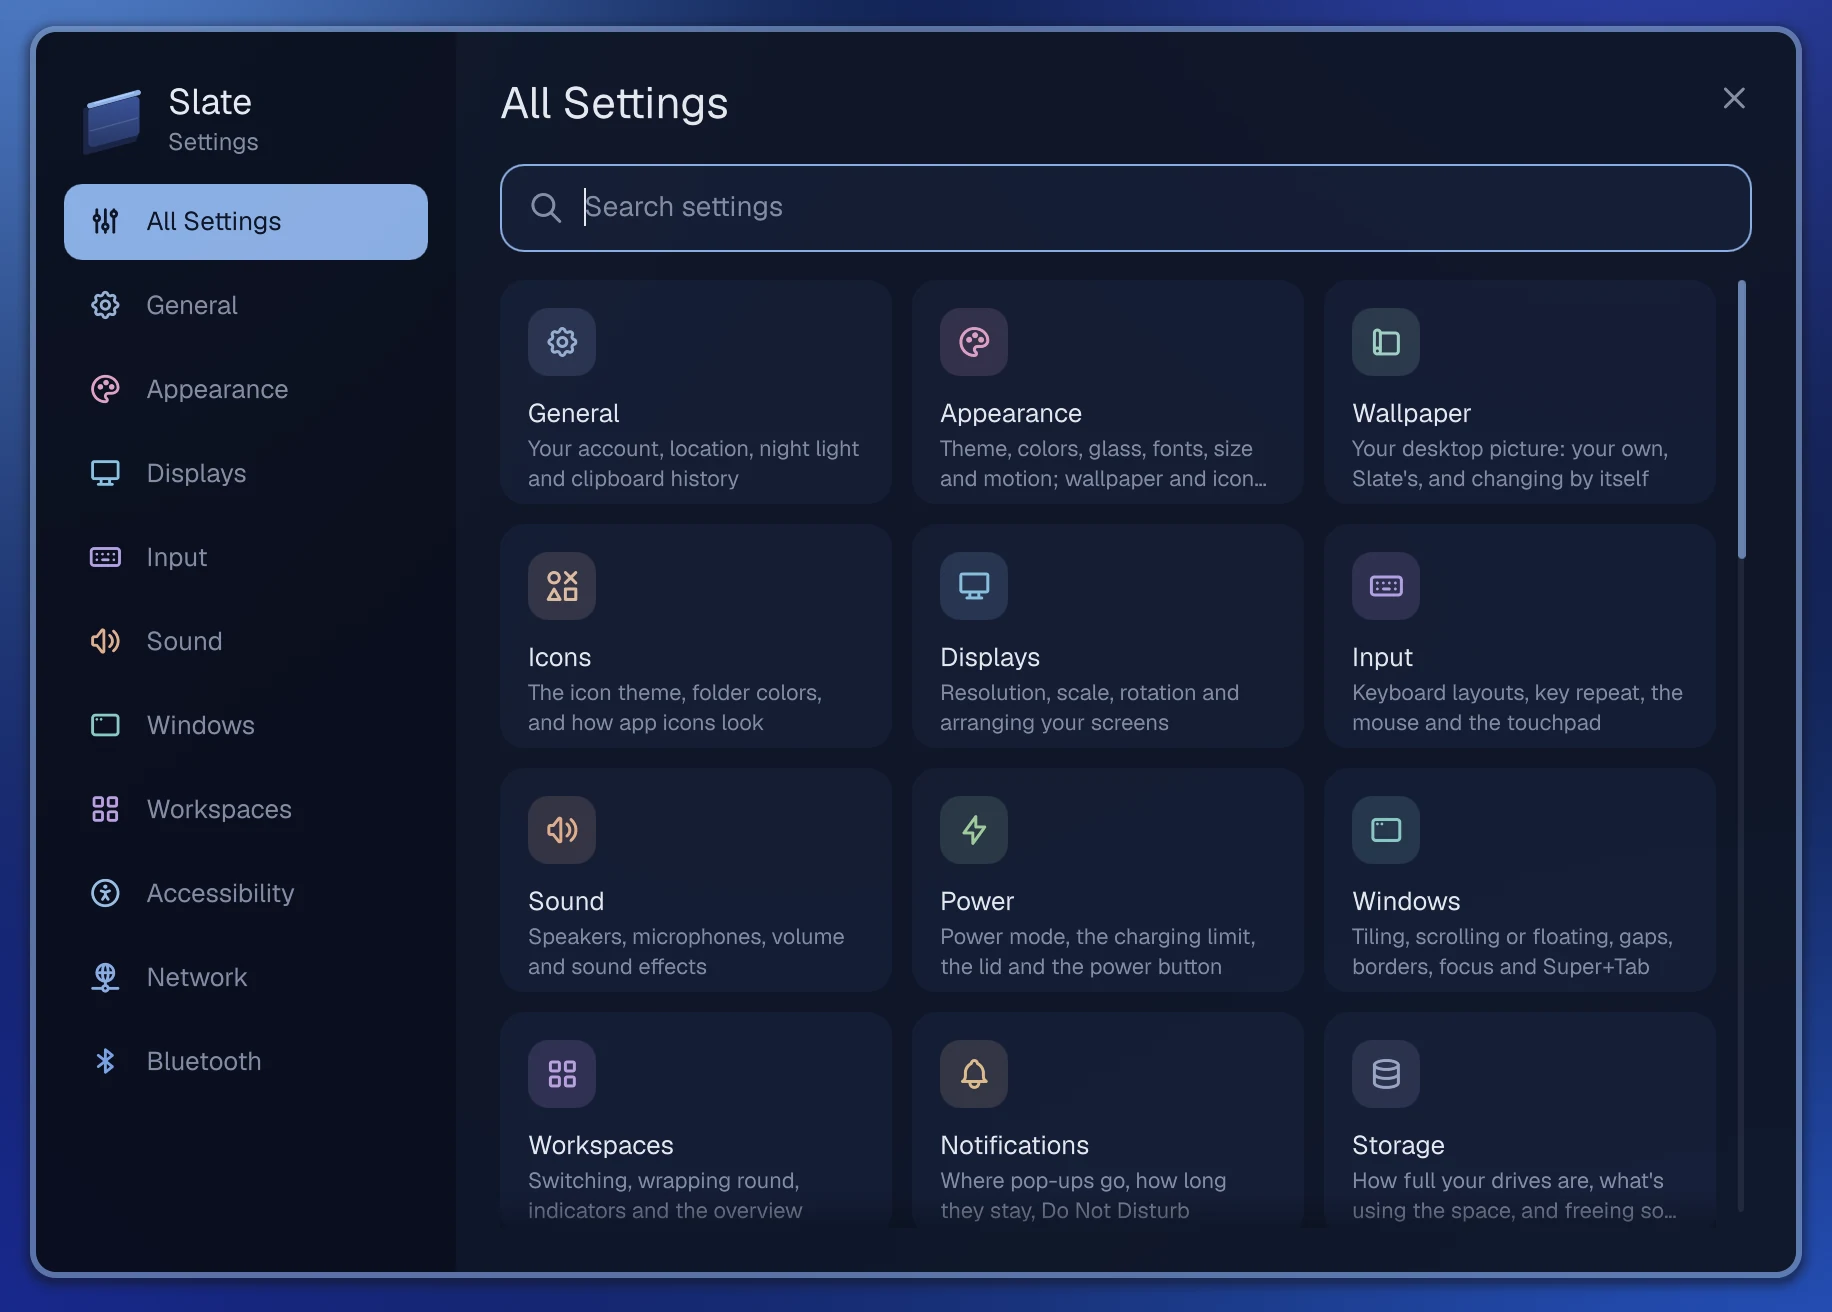 Slate
Settings
All Settings
General
Appearance
Displays
Input
Sound
Windows
Workspaces
Accessibility
Network
Bluetooth
All Settings
Search settings
General
Your account, location, night light
and clipboard history
Appearance
Theme, colors, glass, fonts, size
and motion; wallpaper and icon…
Wallpaper
Your desktop picture: your own,
Slate's, and changing by itself
Icons
The icon theme, folder colors,
and how app icons look
Displays
Resolution, scale, rotation and
arranging your screens
Input
Keyboard layouts, key repeat, the
mouse and the touchpad
Sound
Speakers, microphones, volume
and sound effects
Power
Power mode, the charging limit,
the lid and the power button
Windows
Tiling, scrolling or floating, gaps,
borders, focus and Super+Tab
Workspaces
Switching, wrapping round,
indicators and the overview
Notifications
Where pop-ups go, how long
they stay, Do Not Disturb
Storage
How full your drives are, what's
using the space, and freeing so…